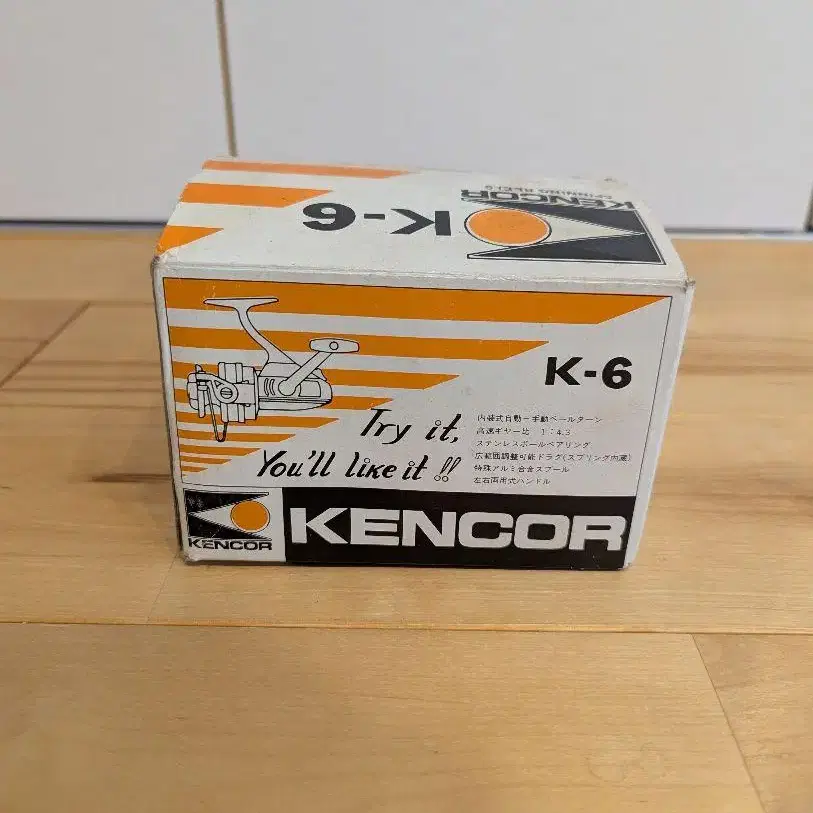 KENCOR
SPINNING REELS
K-6
K-6
Try it,
You'll like it !!
内装式自動－手動ベールターン
高速ギヤー比 1：4.3
ステンレスボールベアリング
広範囲調整可能ドラグ(スプリング内蔵)
特殊アルミ合金スプール
左右両用式ハンドル
KENCOR
KENCOR